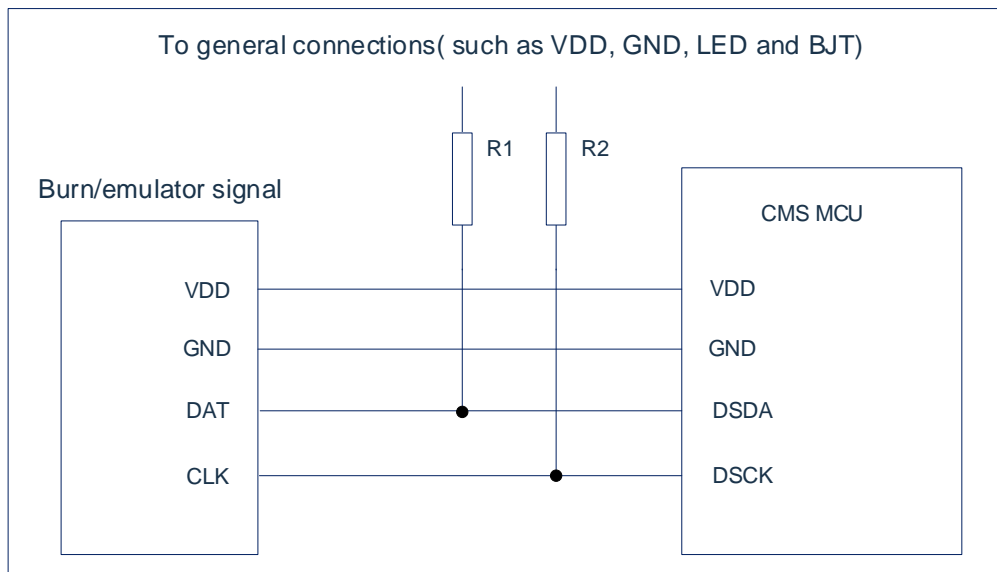 To general connections( such as VDD, GND, LED and BJT)
R1
R2
Burn/emulator signal
CMS MCU
VDD
VDD
GND
GND
DAT
DSDA
CLK
DSCK